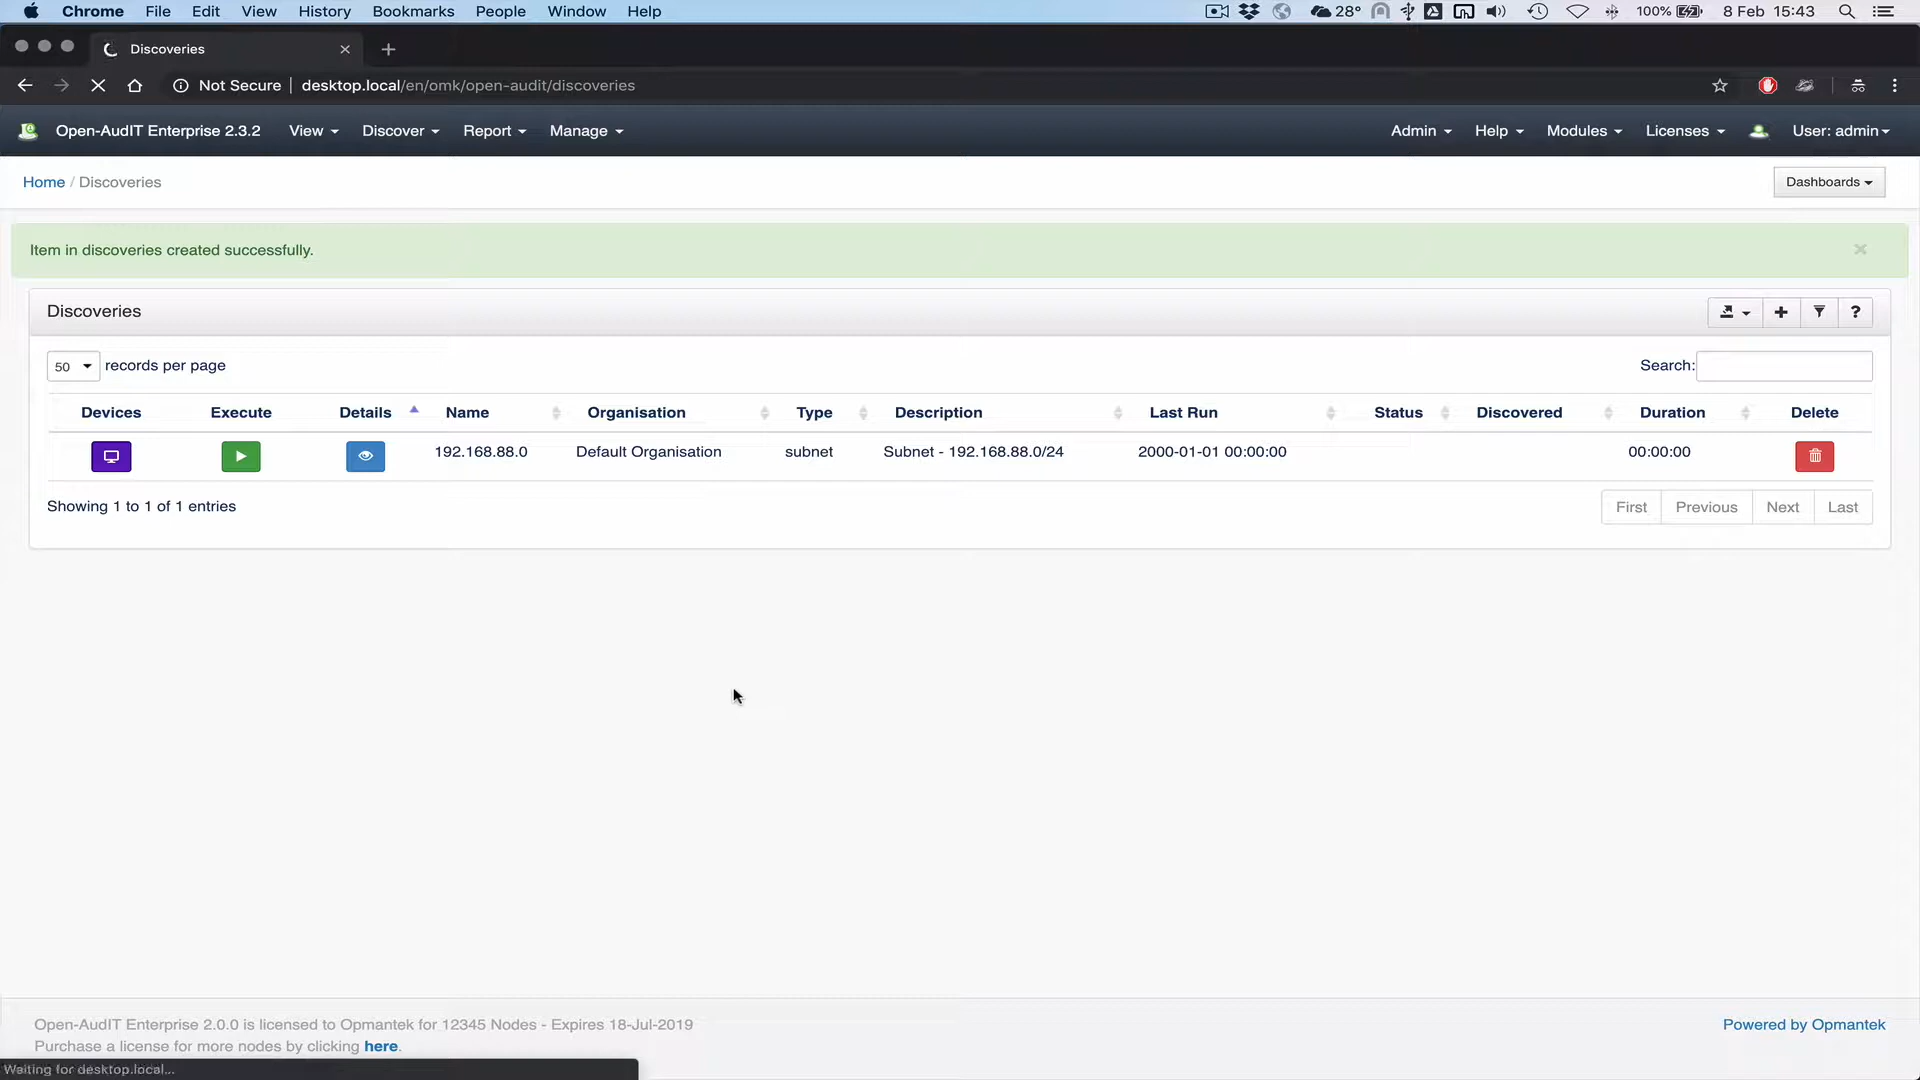 Chrome File Edit View History Bookmarks People Window Help 28° 100% 8 Feb 15:43
Discoveries
Not Secure | desktop.local/en/omk/open-audit/discoveries
Open-AudIT Enterprise 2.3.2 View Discover Report Manage Admin Help Modules Licenses User: admin
Home / Discoveries Dashboards
Item in discoveries created successfully.
Discoveries
50 records per page Search:
Devices Execute Details Name Organisation Type Description Last Run Status Discovered Duration Delete
192.168.88.0 Default Organisation subnet Subnet - 192.168.88.0/24 2000-01-01 00:00:00 00:00:00
Showing 1 to 1 of 1 entries First Previous Next Last
Open-AudIT Enterprise 2.0.0 is licensed to Opmantek for 12345 Nodes - Expires 18-Jul-2019 Powered by Opmantek
Purchase a license for more nodes by clicking here.
Waiting for desktop.local...